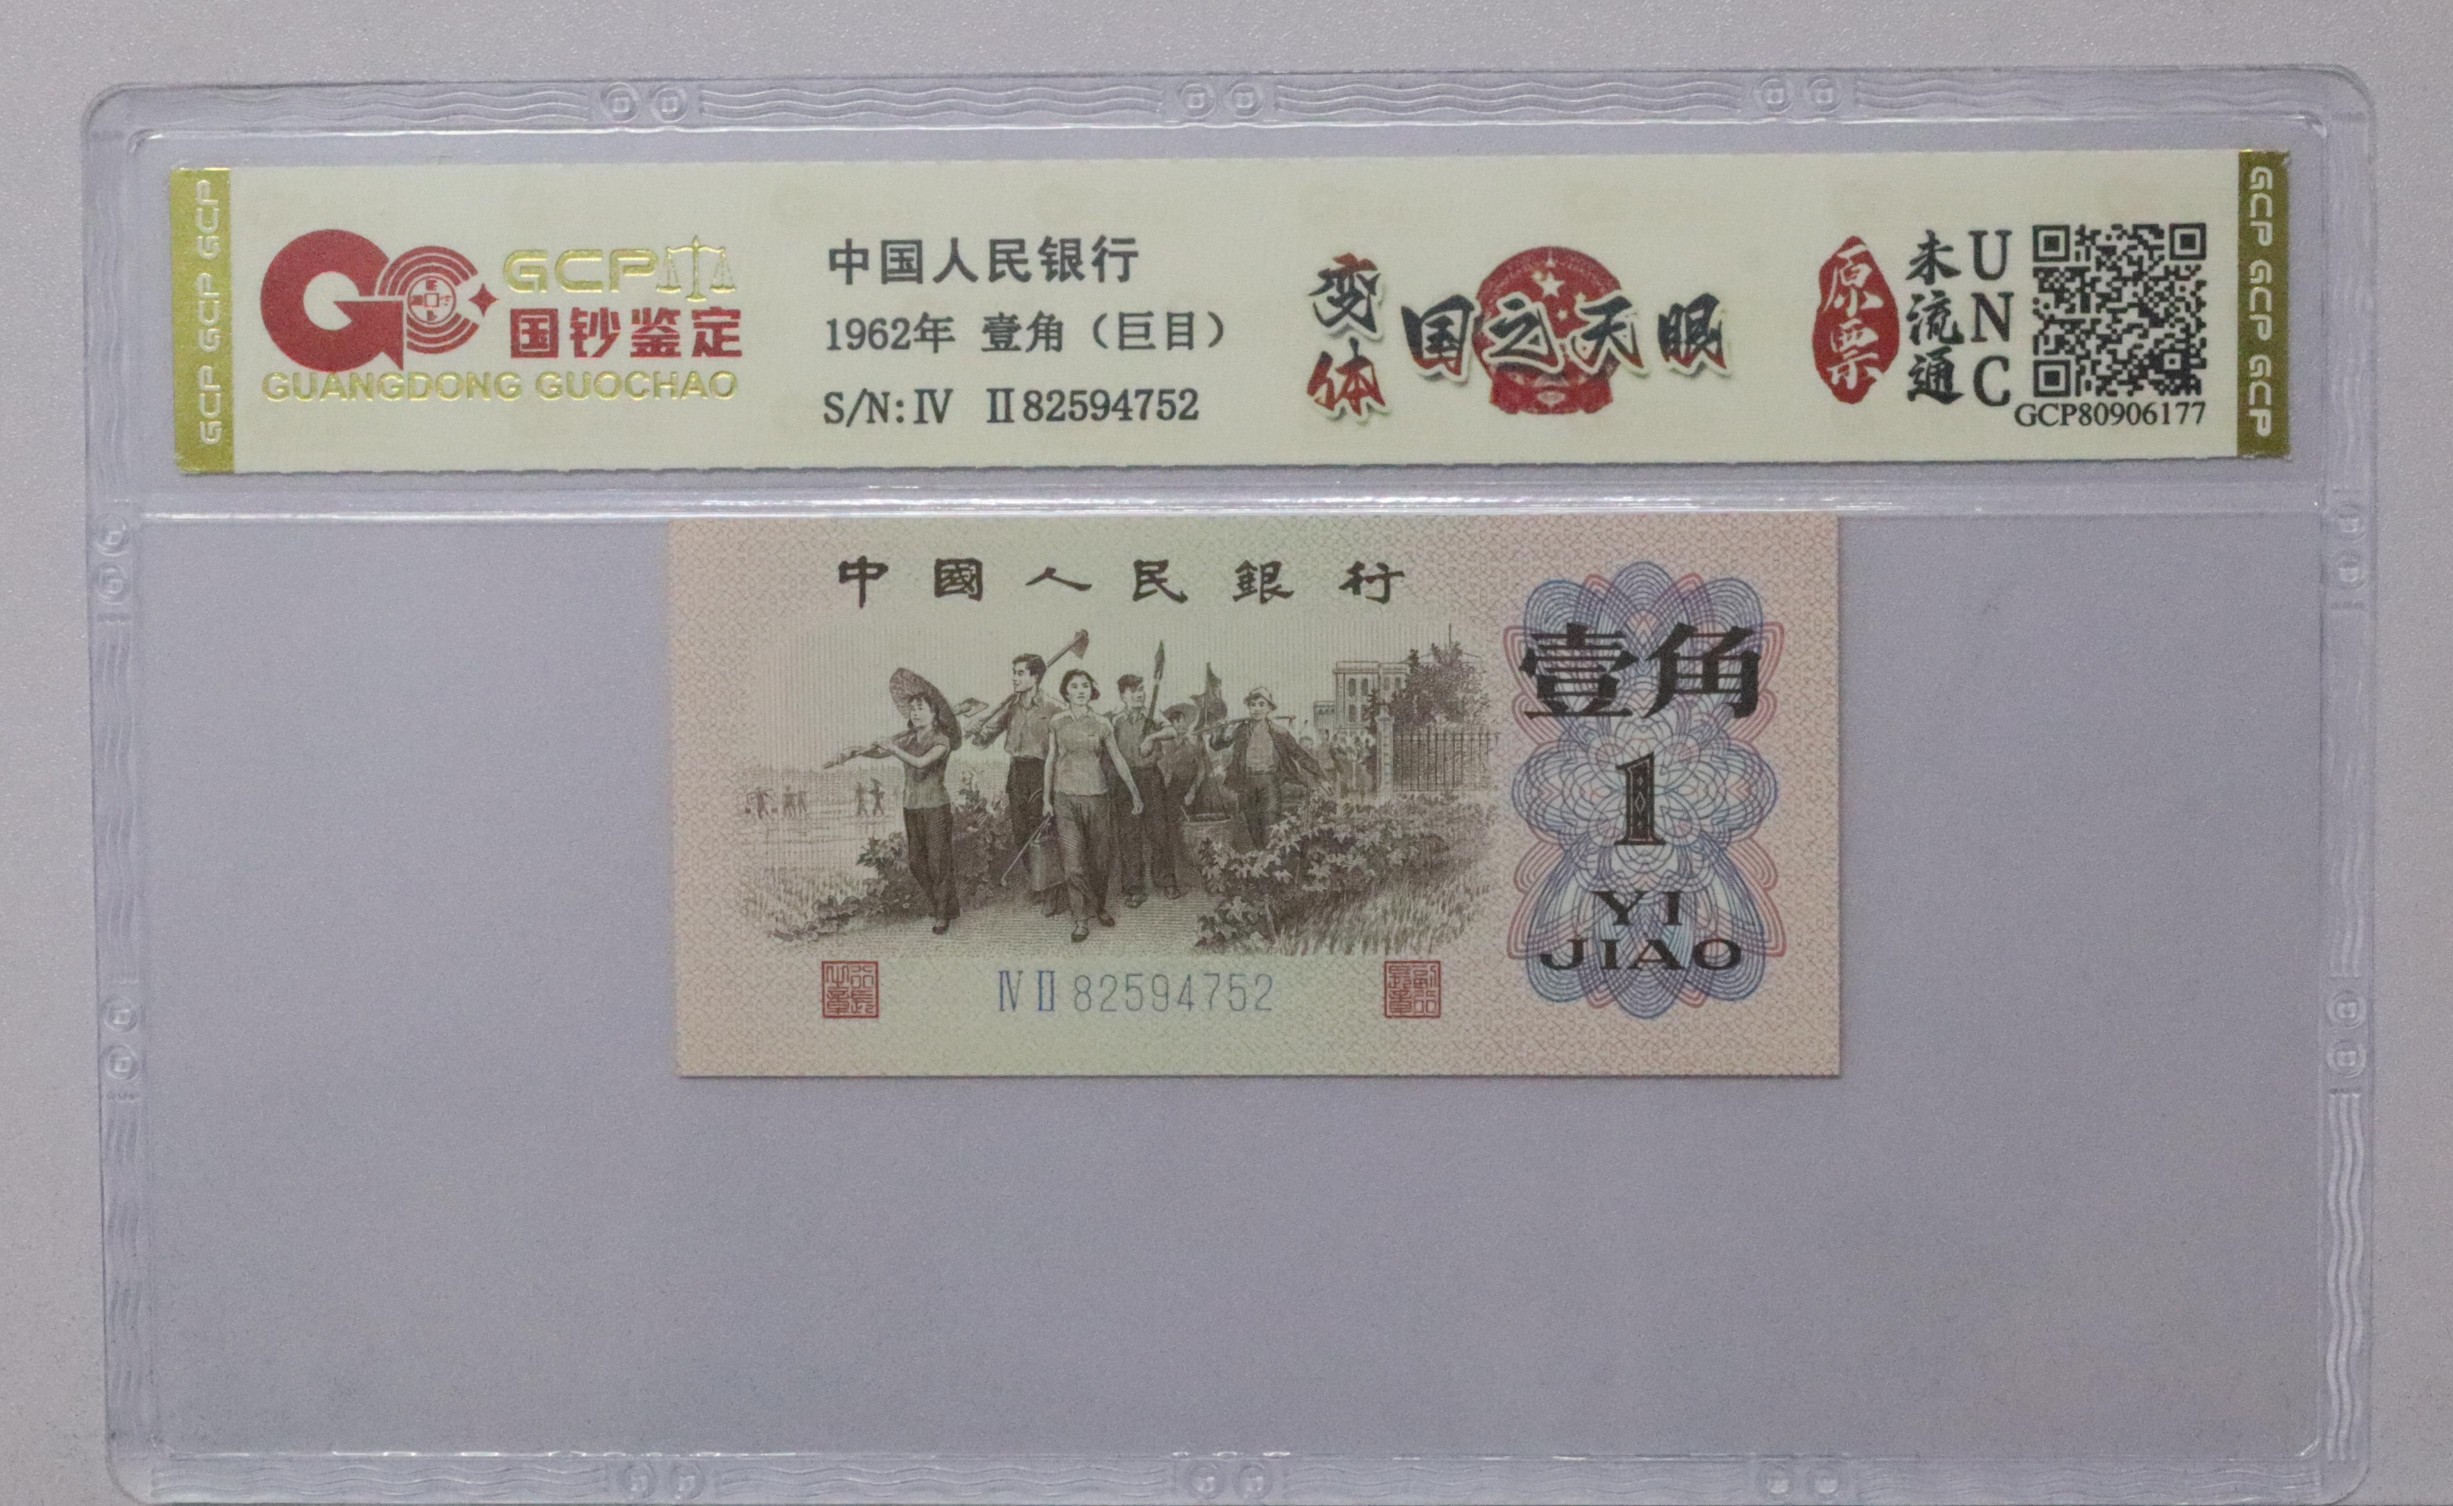 GCP GCP GCP
GCP
国钞鉴定
GUANGDONG GUOCHAO
中国人民银行
1962年 壹角（巨目）
S/N: IV II 82594752
变体
国之天眼
原票
未流通
UNC
GCP80906177
GCP GCP GCP
中國人民銀行
壹角
1
YI
JIAO
IV II 82594752